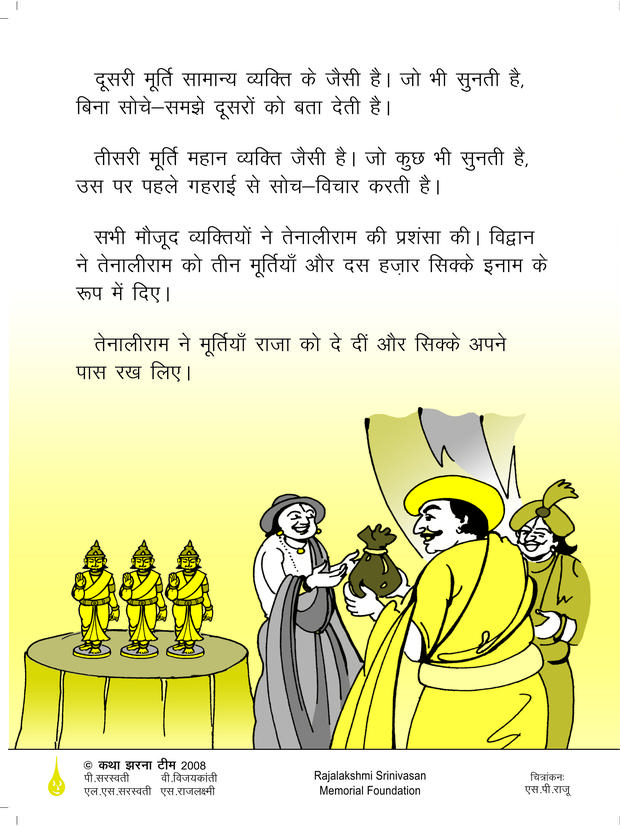 दूसरी मूर्ति सामान्य व्यक्ति के जैसी है। जो भी सुनती है,
बिना सोचे–समझे दूसरों को बता देती है।
तीसरी मूर्ति महान व्यक्ति जैसी है। जो कुछ भी सुनती है,
उस पर पहले गहराई से सोच–विचार करती है।
सभी मौजूद व्यक्तियों ने तेनालीराम की प्रशंसा की। विद्वान
ने तेनालीराम को तीन मूर्तियाँ और दस हज़ार सिक्के इनाम के
रूप में दिए।
तेनालीराम ने मूर्तियाँ राजा को दे दीं और सिक्के अपने
पास रख लिए।
© कथा झरना टीम 2008
पी.सरस्वती वी.विजयकांती
एल.एस.सरस्वती एस.राजलक्ष्मी
Rajalakshmi Srinivasan
Memorial Foundation
चित्रांकनः
एस.पी.राजू